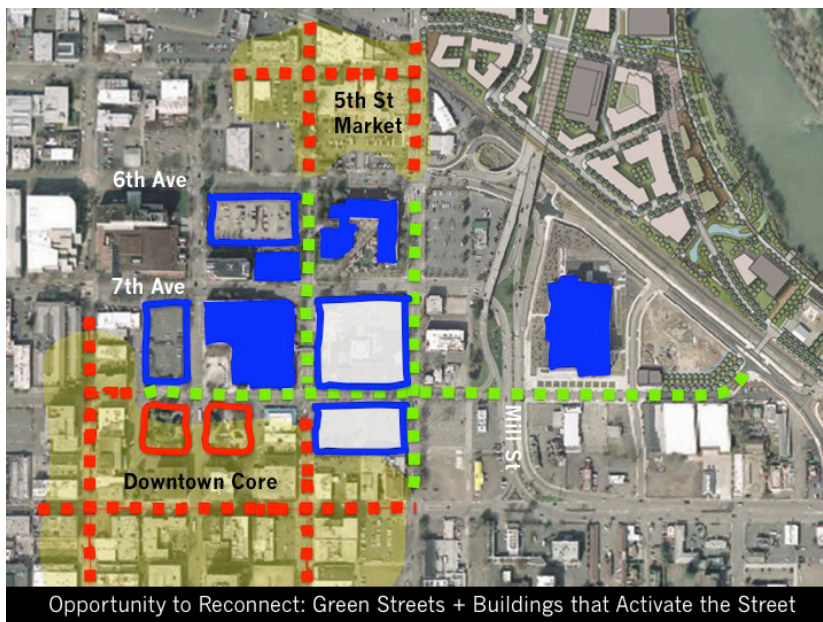 5th St
Market
6th Ave
7th Ave
Mill St
Downtown Core
Opportunity to Reconnect: Green Streets + Buildings that Activate the Street